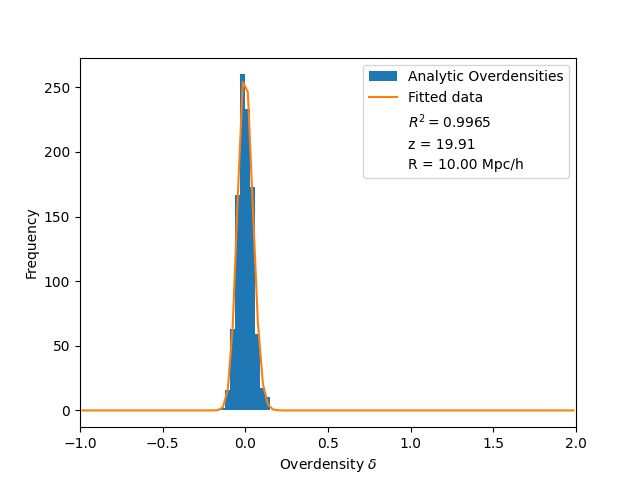 Analytic Overdensities
Fitted data
R² = 0.9965
z = 19.91
R = 10.00 Mpc/h
Frequency
250
200
150
100
50
0
−1.0 −0.5 0.0 0.5 1.0 1.5 2.0
Overdensity δ